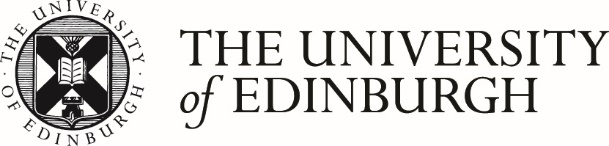 THE UNIVERSITY
OF EDINBURGH
THE UNIVERSITY
of EDINBURGH